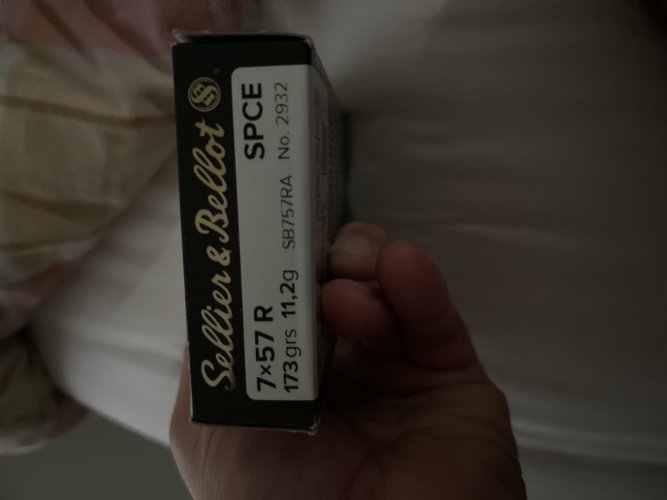 Sellier & Bellot
7×57 R SPCE
173 grs 11,2g SB757RA No. 2932